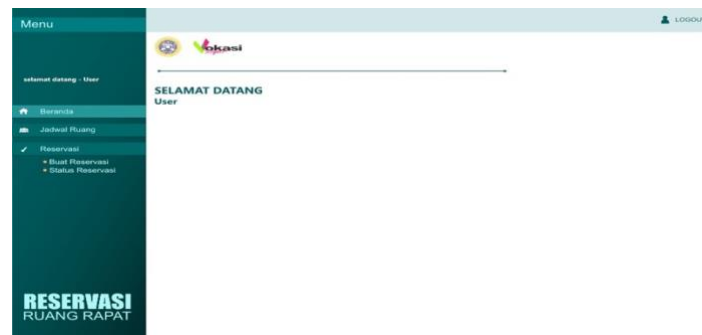 Menu
LOGOU
Vokasi
selamat datang - User
SELAMAT DATANG
User
Beranda
Jadwal Ruang
Reservasi
Buat Reservasi
Status Reservasi
RESERVASI
RUANG RAPAT